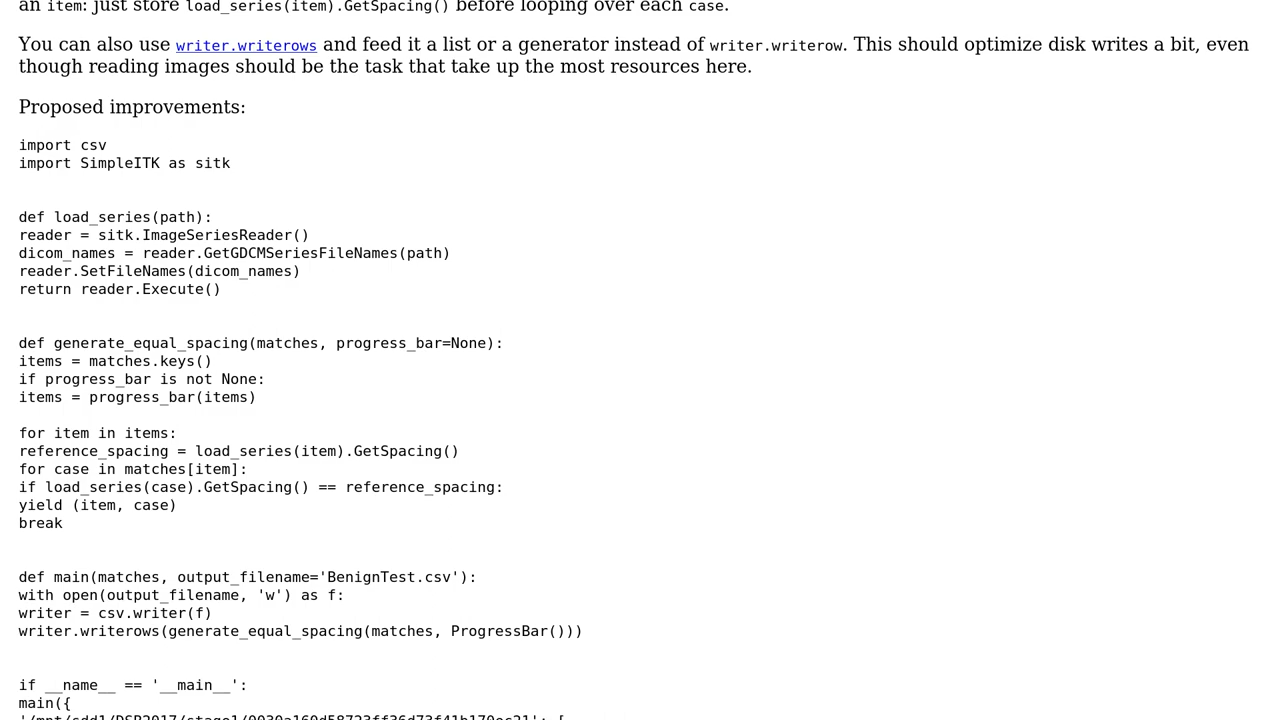 an item: just store load_series(item).GetSpacing() before looping over each case.
You can also use writer.writerows and feed it a list or a generator instead of writer.writerow. This should optimize disk writes a bit, even
though reading images should be the task that take up the most resources here.
Proposed improvements:
import csv
import SimpleITK as sitk
def load_series(path):
reader = sitk.ImageSeriesReader()
dicom_names = reader.GetGDCMSeriesFileNames(path)
reader.SetFileNames(dicom_names)
return reader.Execute()
def generate_equal_spacing(matches, progress_bar=None):
items = matches.keys()
if progress_bar is not None:
items = progress_bar(items)
for item in items:
reference_spacing = load_series(item).GetSpacing()
for case in matches[item]:
if load_series(case).GetSpacing() == reference_spacing:
yield (item, case)
break
def main(matches, output_filename='BenignTest.csv'):
with open(output_filename, 'w') as f:
writer = csv.writer(f)
writer.writerows(generate_equal_spacing(matches, ProgressBar()))
if __name__ == '__main__':
main({
'/mnt/sdd1/DSB2017/stage1/0030a160d58723ff36d73f41b170ec21': [